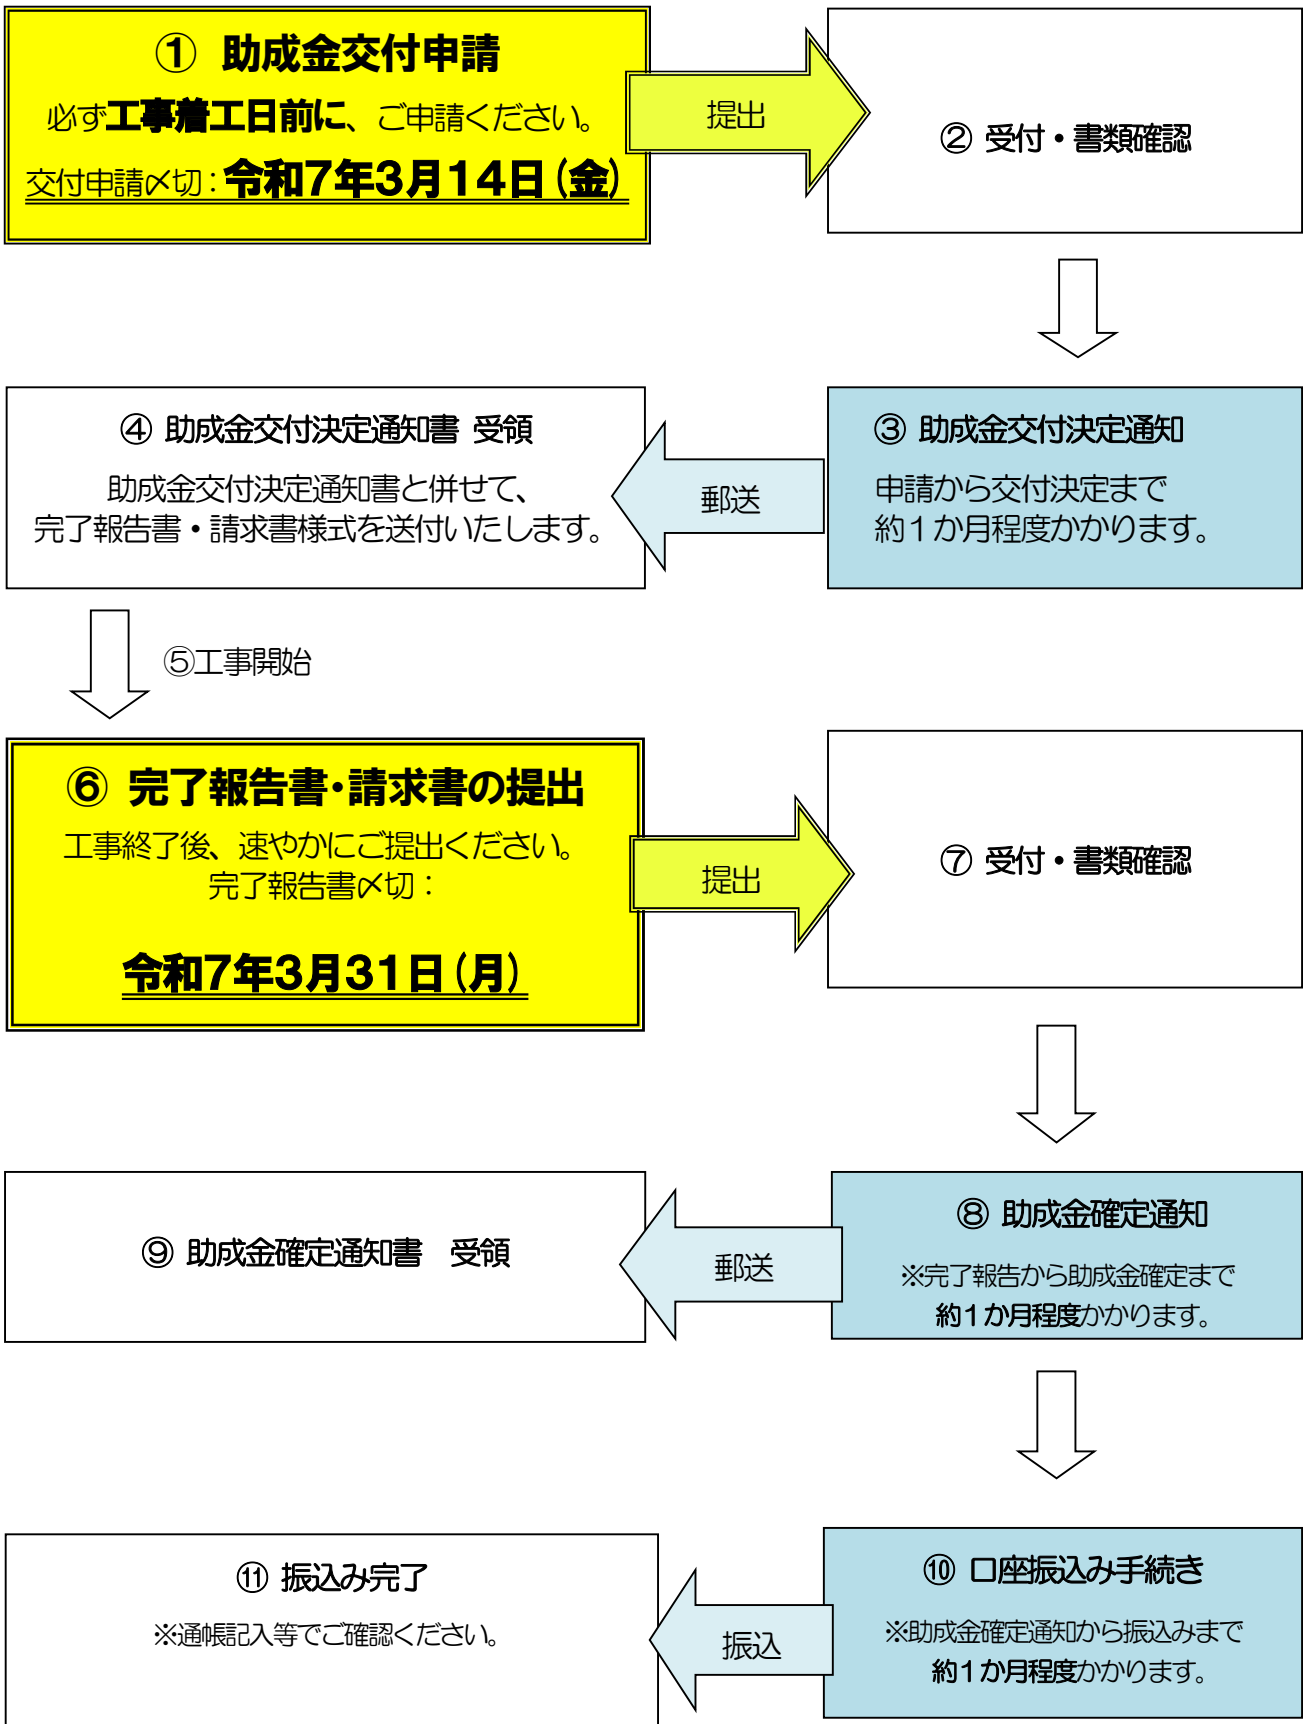 ① 助成金交付申請
必ず工事着工日前に、ご申請ください。
交付申請〆切：令和7年3月14日（金）
提出
② 受付・書類確認
③ 助成金交付決定通知
申請から交付決定まで
約１か月程度かかります。
郵送
④ 助成金交付決定通知書 受領
助成金交付決定通知書と併せて、
完了報告書・請求書様式を送付いたします。
⑤工事開始
⑥ 完了報告書・請求書の提出
工事終了後、速やかにご提出ください。
完了報告書〆切：
令和7年3月31日（月）
提出
⑦ 受付・書類確認
⑧ 助成金確定通知
※完了報告から助成金確定まで
約１か月程度かかります。
郵送
⑨ 助成金確定通知書　受領
⑩ 口座振込み手続き
※助成金確定通知から振込みまで
約１か月程度かかります。
振込
⑪ 振込み完了
※通帳記入等でご確認ください。